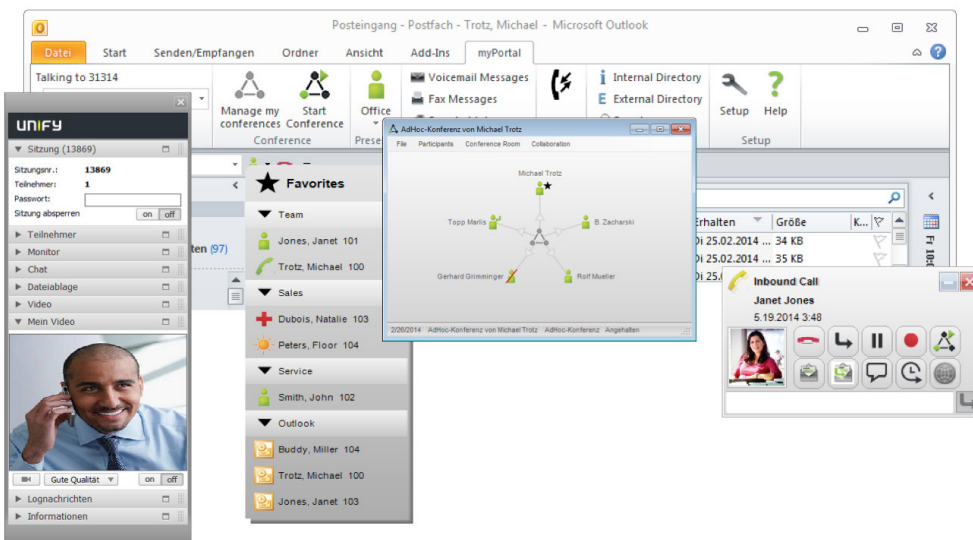 Posteingang - Postfach - Trotz, Michael - Microsoft Outlook
Datei Start Senden/Empfangen Ordner Ansicht Add-Ins myPortal
Talking to 31314
Manage my conferences
Start Conference
Conference
Office
Voicemail Messages
Fax Messages
Internal Directory
External Directory
Setup
Help
Setup
UNIFY
Sitzung (13869)
Sitzungsnr.: 13869
Teilnehmer: 1
Passwort:
Sitzung absperren on off
Teilnehmer
Monitor
Chat
Dateiablage
Video
Mein Video
Gute Qualität on off
Lognachrichten
Informationen
(97)
Favorites
Team
Jones, Janet 101
Trotz, Michael 100
Sales
Dubois, Natalie 103
Peters, Floor 104
Service
Smith, John 102
Outlook
Buddy, Miller 104
Trotz, Michael 100
Jones, Janet 103
AdHoc-Konferenz von Michael Trotz
File Participants Conference Room Collaboration
Michael Trotz
Topp Marlis
B. Zacharski
Gerhard Grimminger
Rolf Mueller
2/26/2014 AdHoc-Konferenz von Michael Trotz AdHoc-Konferenz Angehalten
Erhalten Größe K...
Di 25.02.2014 ... 34 KB
Di 25.02.2014 ... 35 KB
Inbound Call
Janet Jones
5.19.2014 3:48